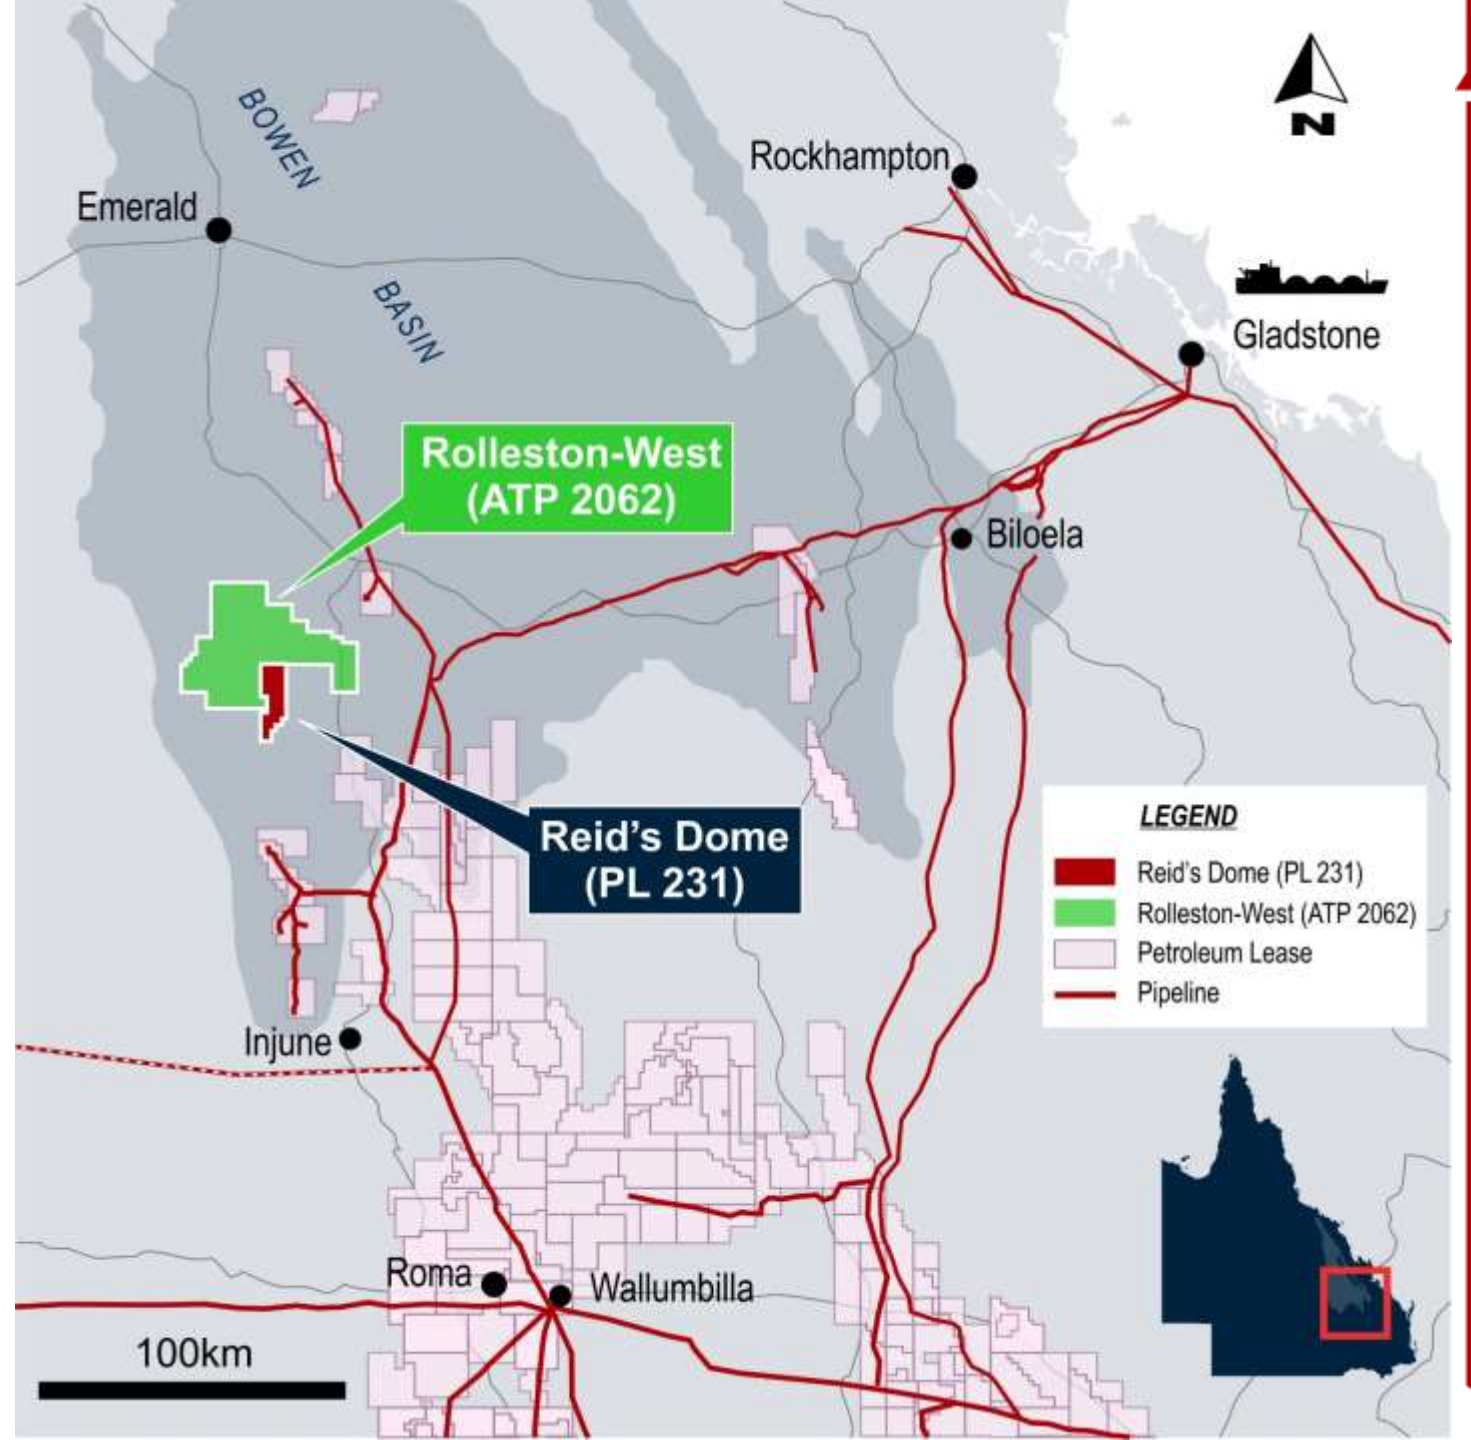 BOWEN
N
Rockhampton
Emerald
BASIN
Gladstone
Rolleston-West
(ATP 2062)
Biloela
Reid's Dome
(PL 231)
LEGEND
Reid's Dome (PL 231)
Rolleston-West (ATP 2062)
Petroleum Lease
Pipeline
Injune
Roma
Wallumbilla
100km